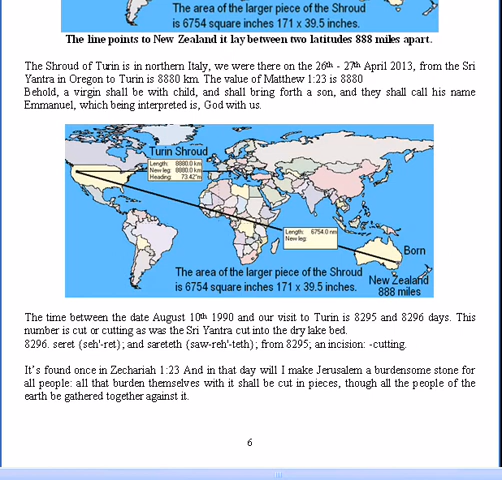 The area of the larger piece of the Shroud
is 6754 square inches 171 x 39.5 inches.
The line points to New Zealand it lay between two latitudes 888 miles apart.
The Shroud of Turin is in northern Italy, we were there on the 26th - 27th April 2013, from the Sri
Yantra in Oregon to Turin is 8880 km. The value of Matthew 1:23 is 8880
Behold, a virgin shall be with child, and shall bring forth a son, and they shall call his name
Emmanuel, which being interpreted is, God with us.
Turin Shroud
Length: 8880.0 km
New leg: 8880.0 km
Heading: 73.42°
Length: 6754.0 nm
New leg:
Born
The area of the larger piece of the Shroud
is 6754 square inches 171 x 39.5 inches.
New Zealand
888 miles
The time between the date August 10th 1990 and our visit to Turin is 8295 and 8296 days. This
number is cut or cutting as was the Sri Yantra cut into the dry lake bed.
8296. seret (seh'-ret); and sareteth (saw-reh'-teth); from 8295; an incision: -cutting.
It's found once in Zechariah 1:23 And in that day will I make Jerusalem a burdensome stone for
all people: all that burden themselves with it shall be cut in pieces, though all the people of the
earth be gathered together against it.
6